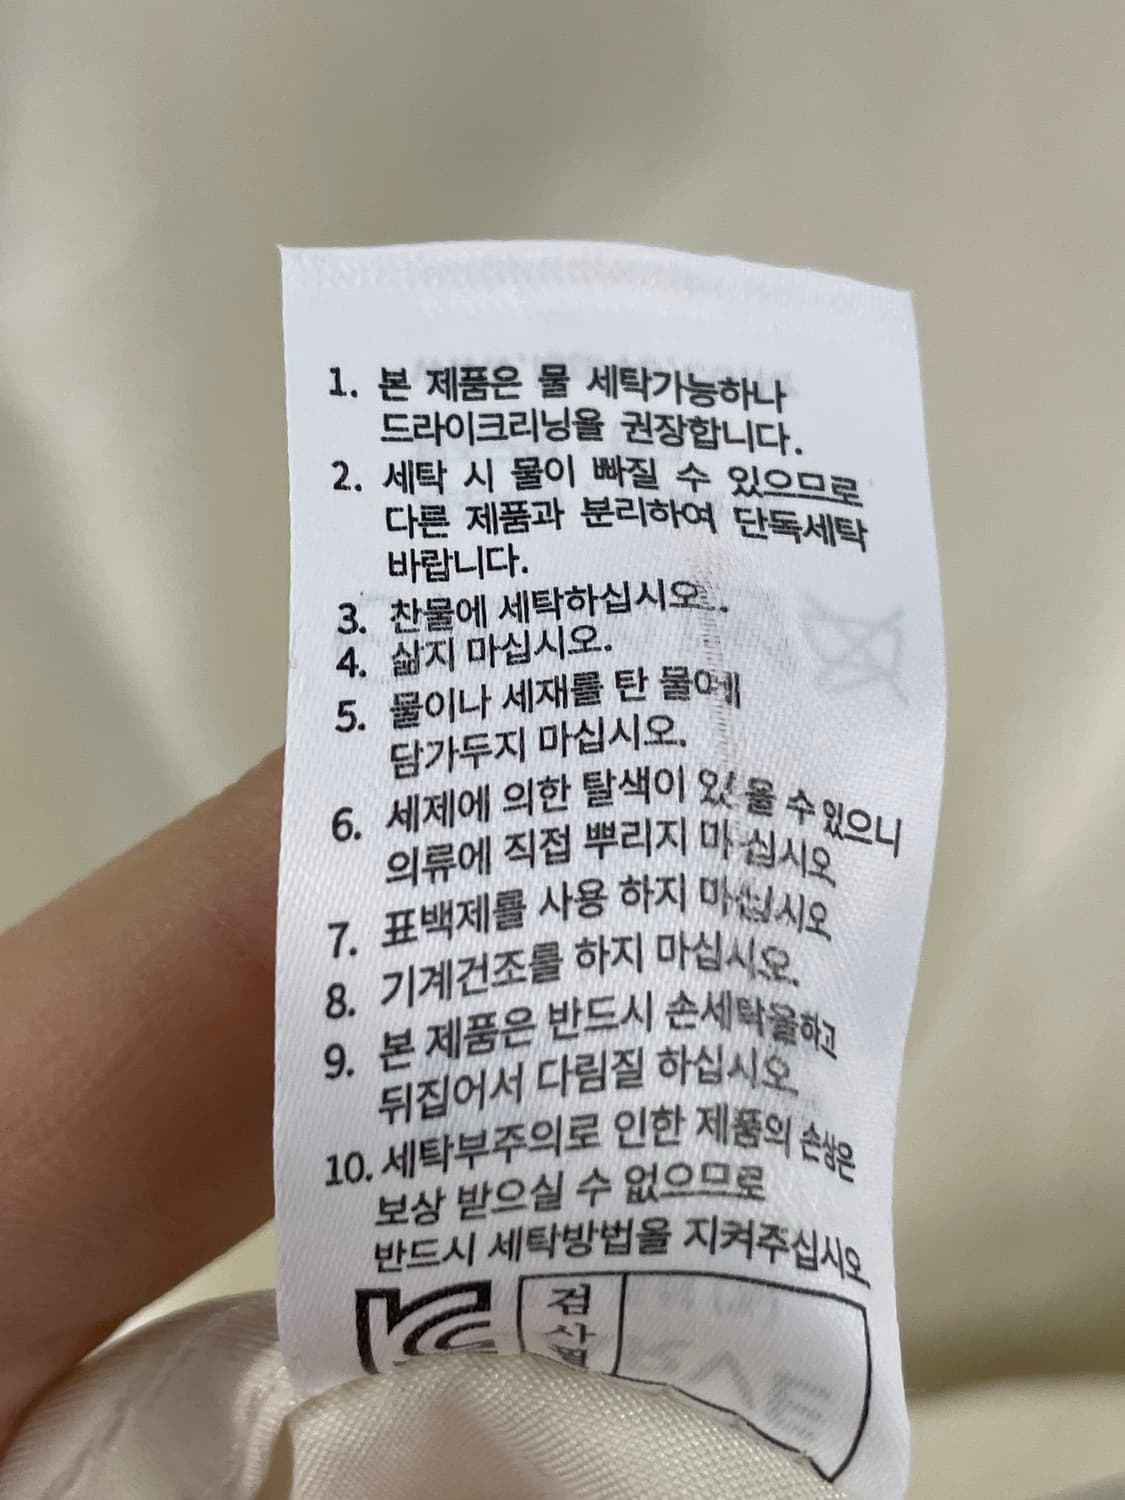 1. 본 제품은 물 세탁가능하나
드라이크리닝을 권장합니다.
2. 세탁 시 물이 빠질 수 있으므로
다른 제품과 분리하여 단독세탁
바랍니다.
3. 찬물에 세탁하십시오.
4. 삶지 마십시오.
5. 물이나 세재를 탄 물에
담가두지 마십시오.
6. 세제에 의한 탈색이 있을 수 있으니
의류에 직접 뿌리지 마십시오
7. 표백제를 사용 하지 마십시오
8. 기계건조를 하지 마십시오.
9. 본 제품은 반드시 손세탁을하고
뒤집어서 다림질 하십시오
10. 세탁부주의로 인한 제품의 손상은
보상 받으실 수 없으므로
반드시 세탁방법을 지켜주십시오
검
사